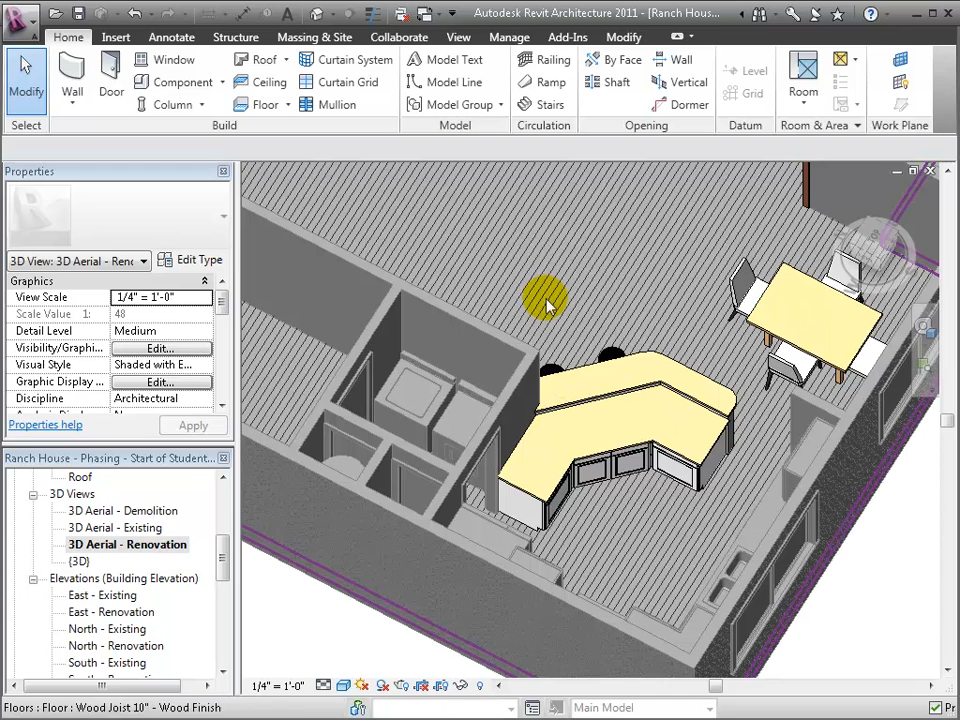 Autodesk Revit Architecture 2011 - [Ranch Hous...
Home Insert Annotate Structure Massing & Site Collaborate View Manage Add-Ins Modify
Modify Wall Door Window Component Column Roof Ceiling Floor Curtain System Curtain Grid Mullion Model Text Model Line Model Group Railing Ramp Stairs By Face Shaft Wall Vertical Dormer Level Grid Room
Select Build Model Circulation Opening Datum Room & Area Work Plane
Properties
3D View: 3D Aerial - Renc Edit Type
Graphics
View Scale 1/4" = 1'-0"
Scale Value 1: 48
Detail Level Medium
Visibility/Graphi... Edit...
Visual Style Shaded with E...
Graphic Display ... Edit...
Discipline Architectural
Properties help Apply
Ranch House - Phasing - Start of Student...
Roof
3D Views
3D Aerial - Demolition
3D Aerial - Existing
3D Aerial - Renovation
{3D}
Elevations (Building Elevation)
East - Existing
East - Renovation
North - Existing
North - Renovation
South - Existing
1/4" = 1'-0"
Floors : Floor : Wood Joist 10" - Wood Finish
Main Model
Pr